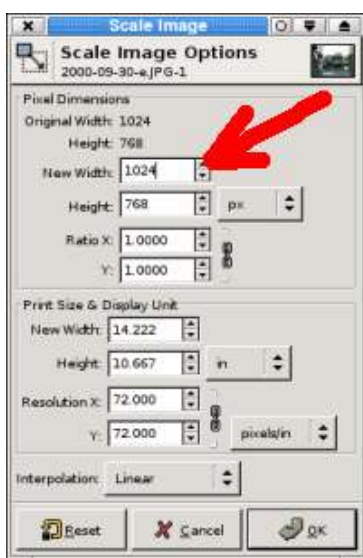 Scale Image
Scale Image Options
2000-09-30-e.JPG-1
Pixel Dimensions
Original Width: 1024
Height: 768
New Width: 1024
Height: 768 px
Ratio X: 1.0000
Y: 1.0000
Print Size & Display Unit
New Width: 14.222
Height: 10.667 in
Resolution X: 72.000
Y: 72.000 pixels/in
Interpolation: Linear
Reset Cancel OK